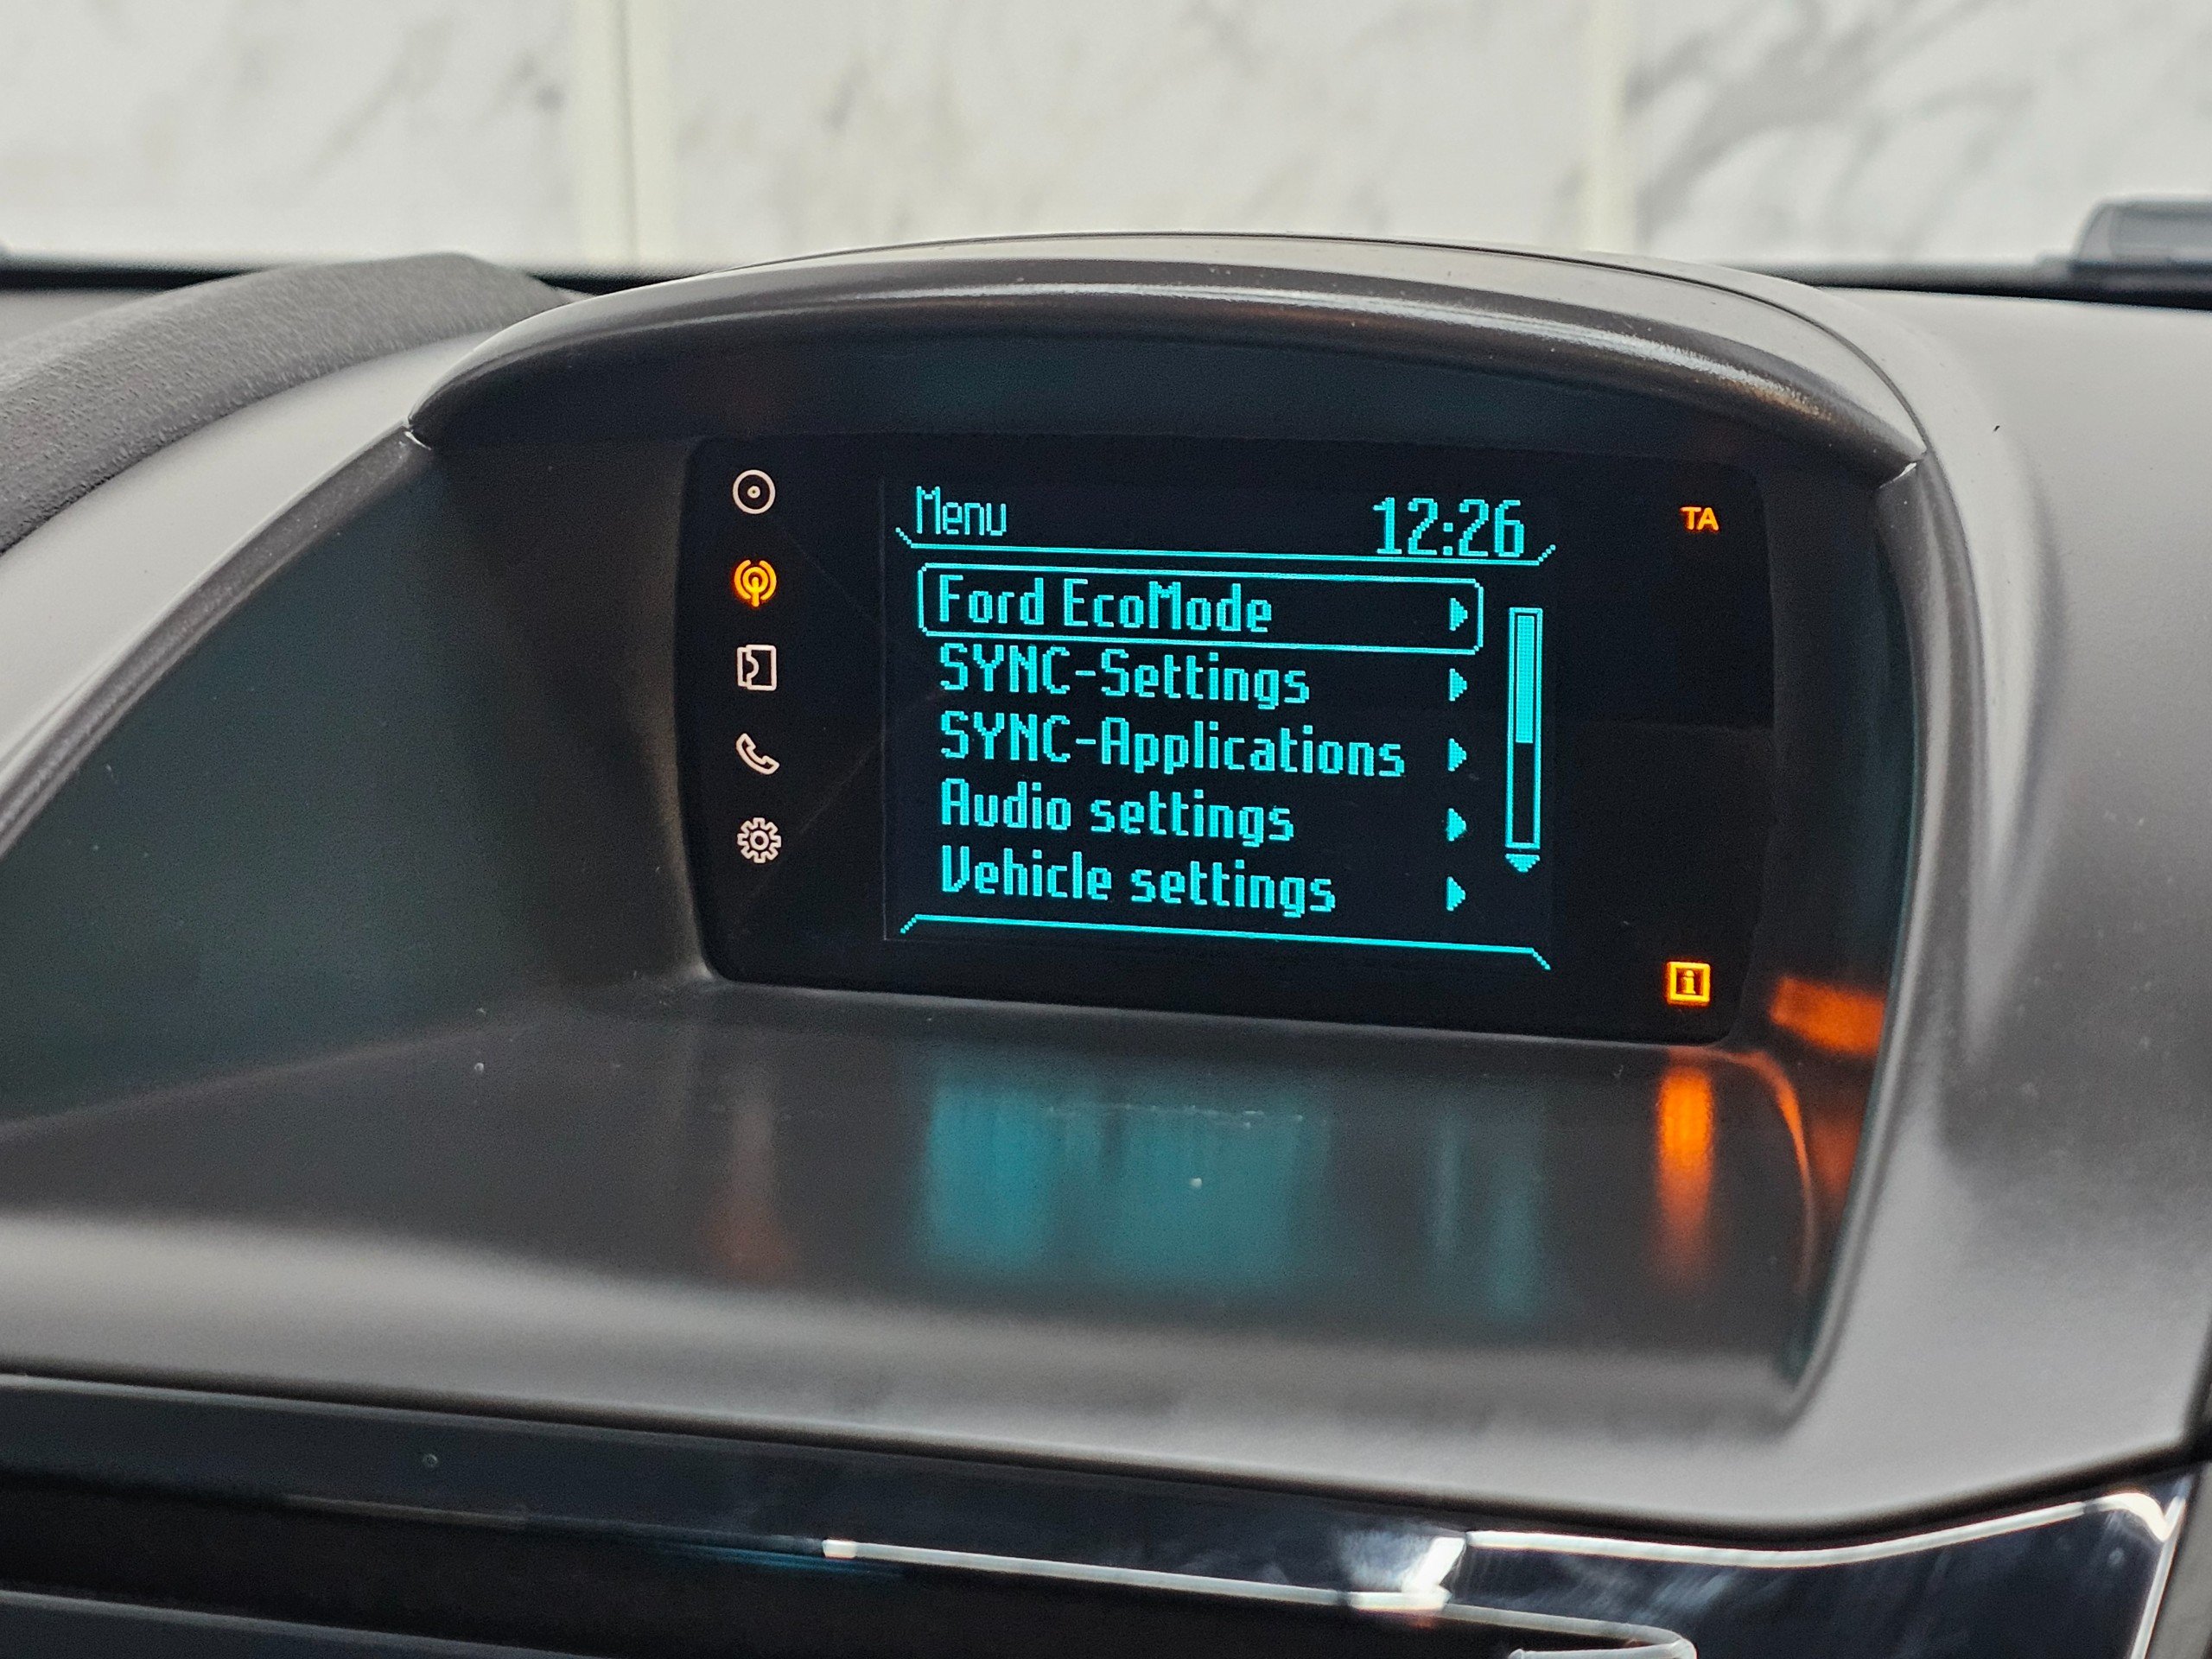 Menu 12:26
TA
Ford EcoMode
SYNC-Settings
SYNC-Applications
Audio settings
Vehicle settings
i